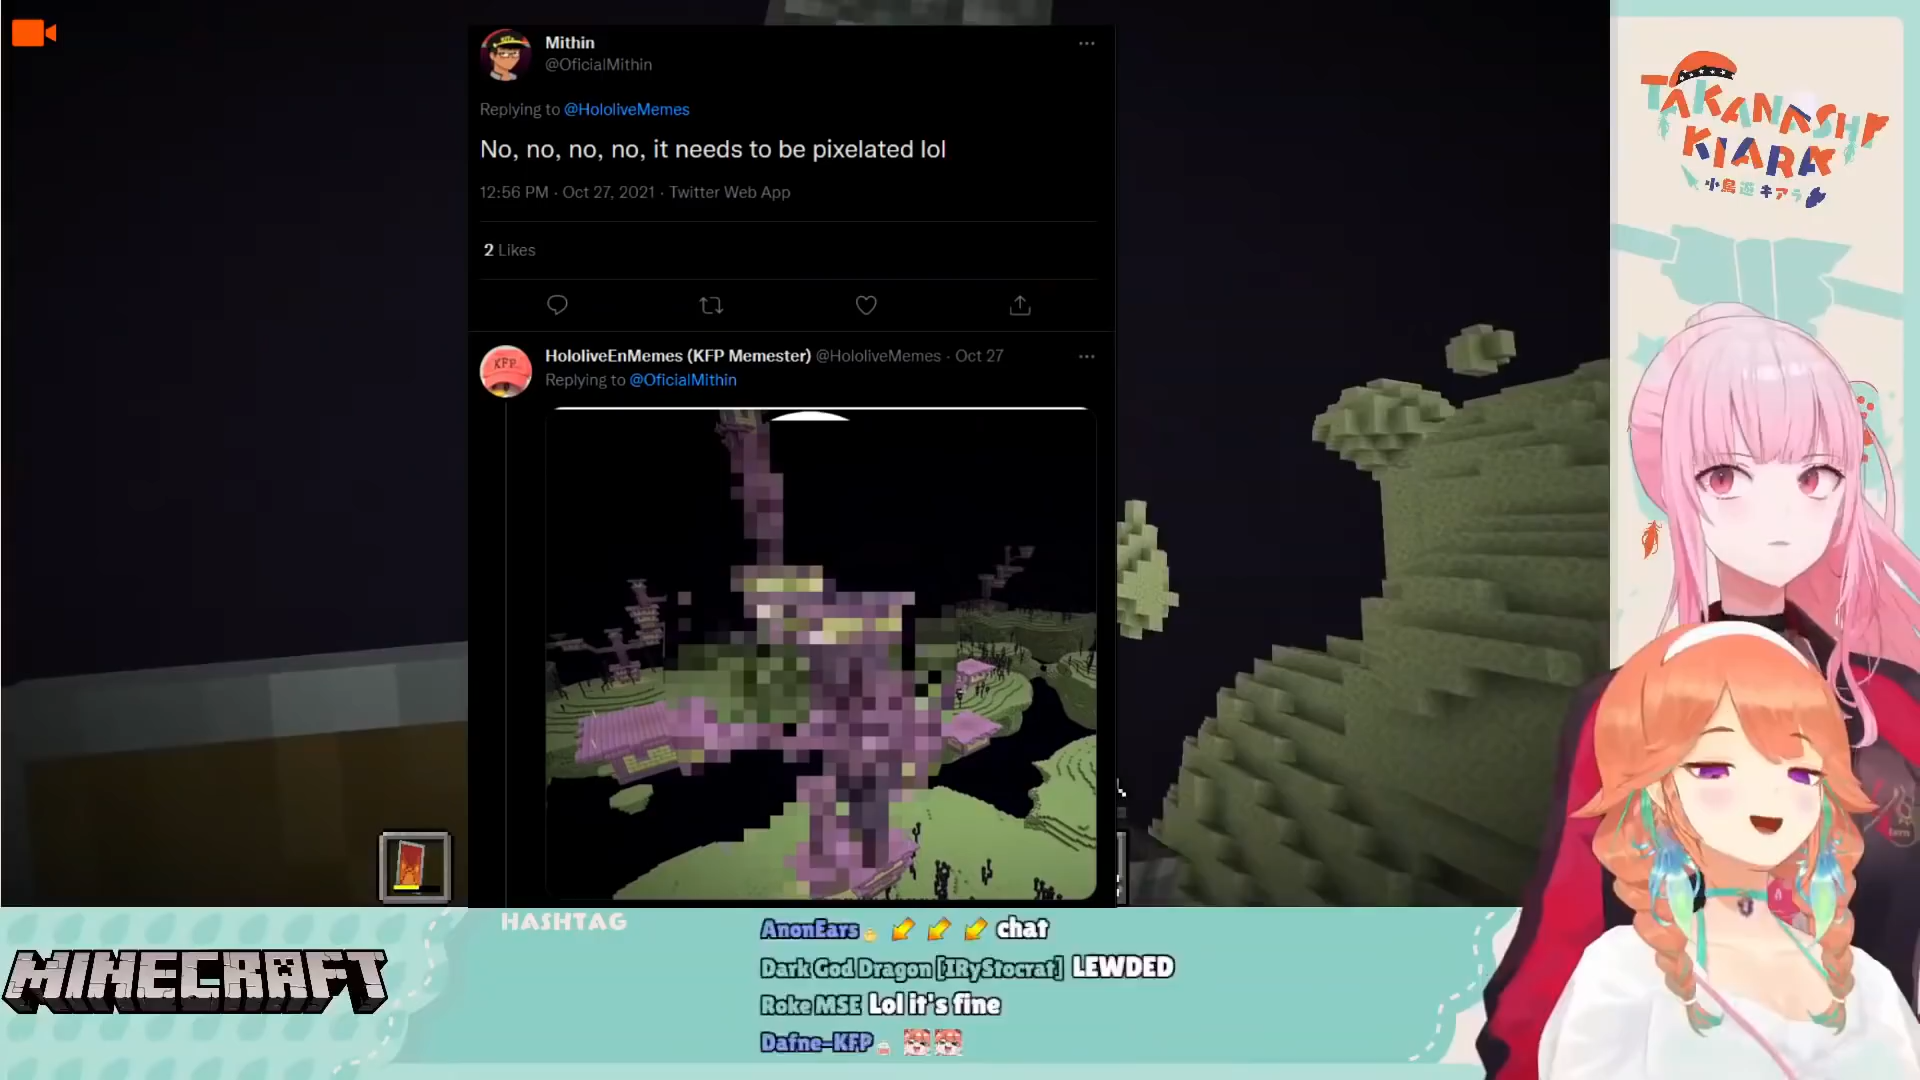 Mithin
@OficialMithin
Replying to @HololiveMemes
No, no, no, no, it needs to be pixelated lol
12:56 PM · Oct 27, 2021 · Twitter Web App
2 Likes
KFP
HololiveEnMemes (KFP Memester) @HololiveMemes · Oct 27
Replying to @OficialMithin
TAKANASHI
KIARA
小鳥遊キアラ
HASHTAG
MINECRAFT
AnonEars chat
Dark God Dragon [IRyStocrat] LEWDED
Roke MSE Lol it's fine
Dafne-KFP